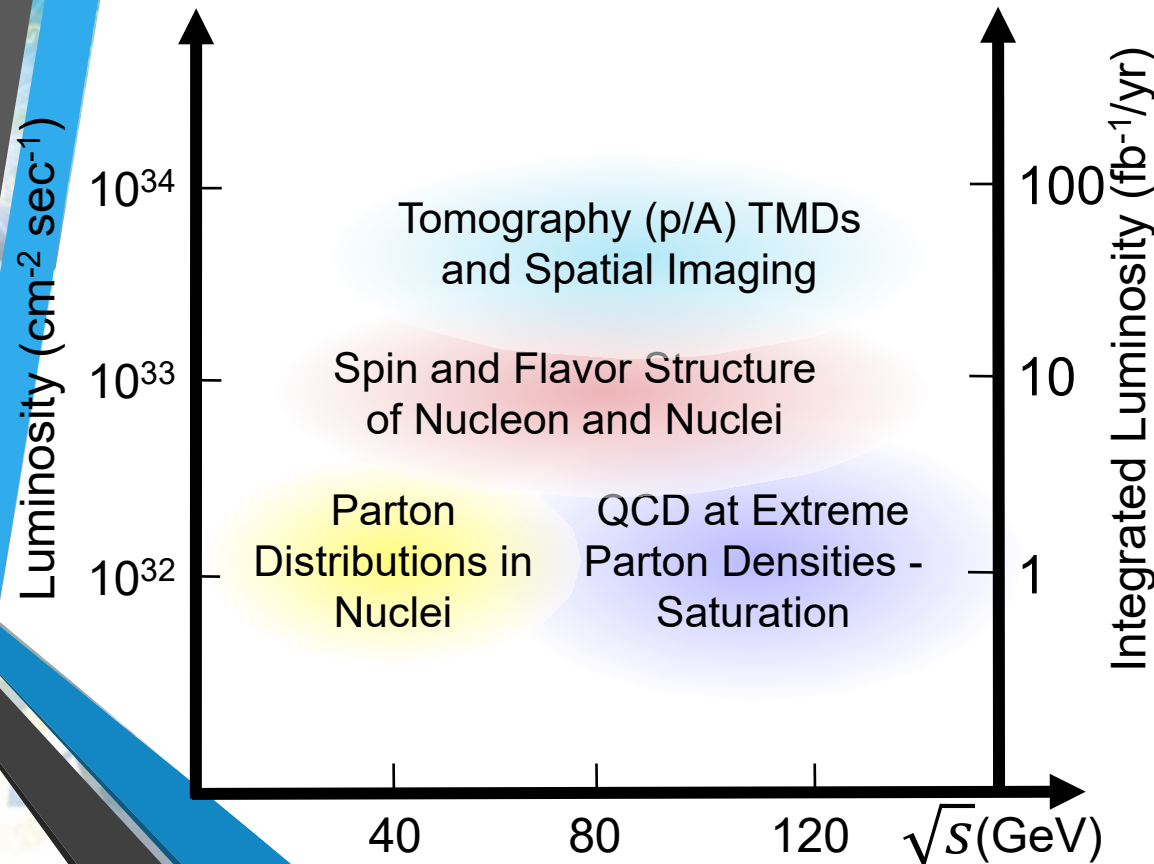 Luminosity (cm⁻² sec⁻¹)
10³⁴
10³³
10³²
Tomography (p/A) TMDs
and Spatial Imaging
Spin and Flavor Structure
of Nucleon and Nuclei
Parton
Distributions in
Nuclei
QCD at Extreme
Parton Densities -
Saturation
100
10
1
Integrated Luminosity (fb⁻¹/yr)
40 80 120 √s(GeV)